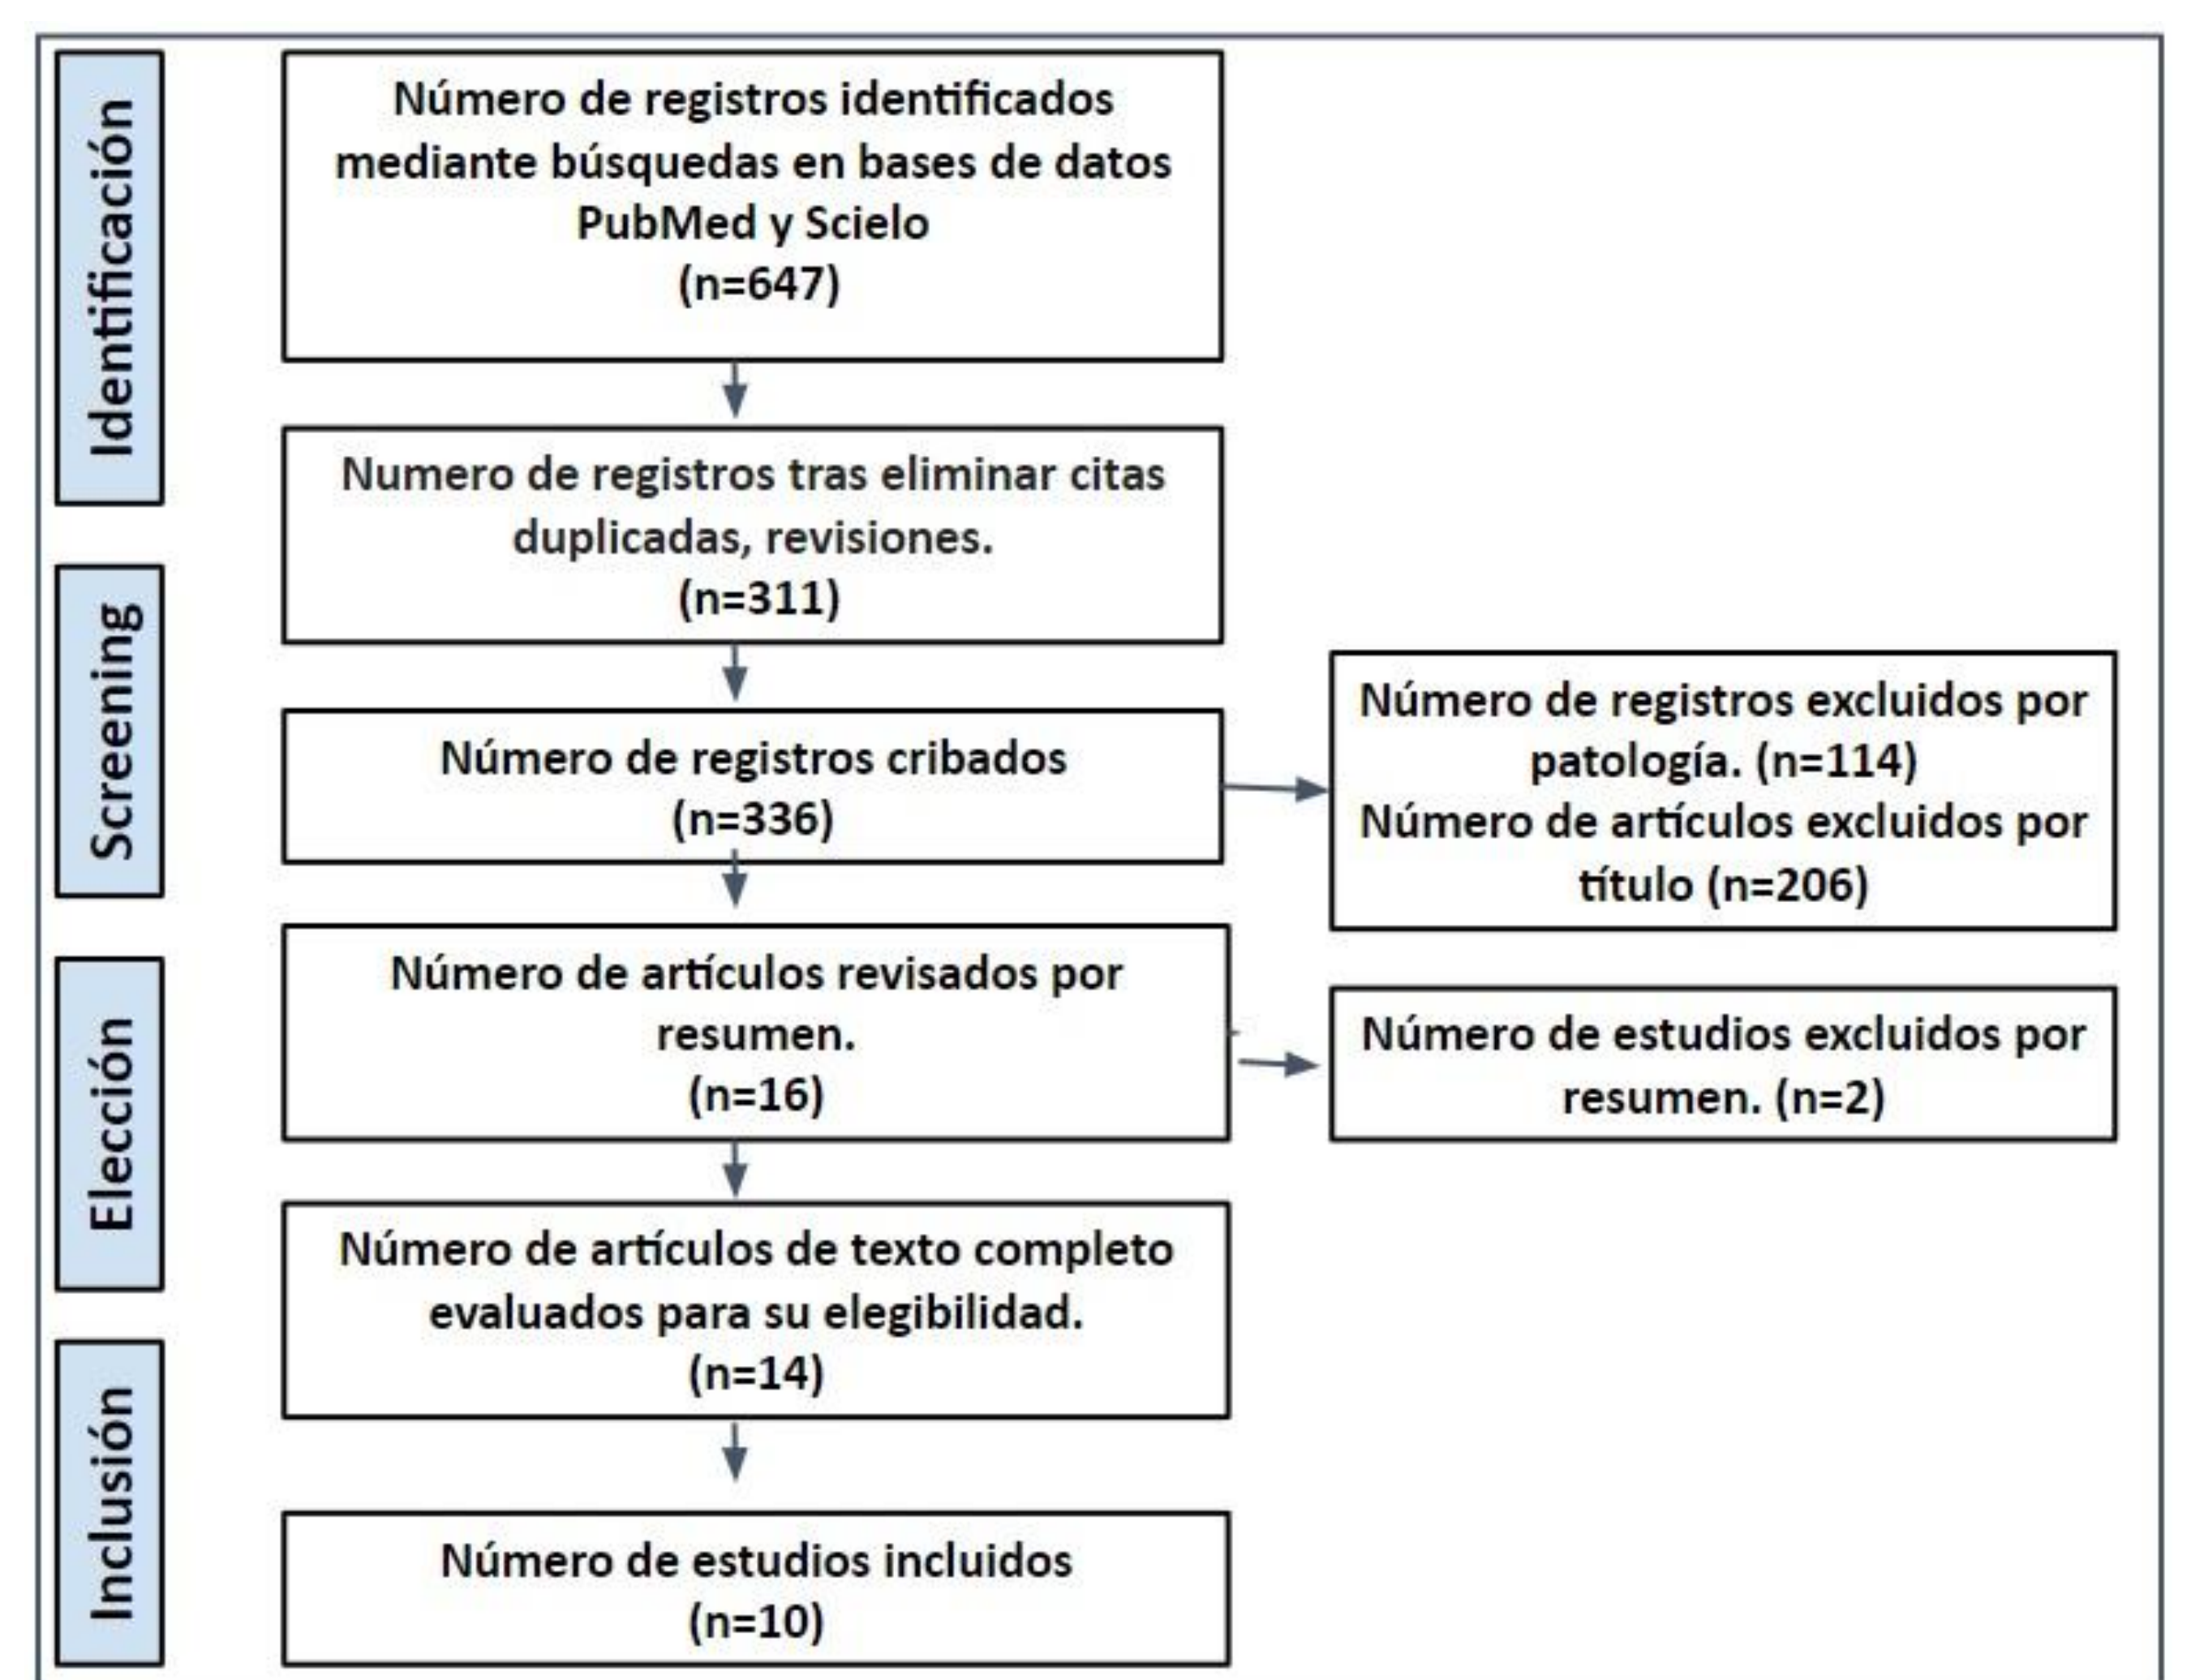 Identificación
Número de registros identificados
mediante búsquedas en bases de datos
PubMed y Scielo
(n=647)
Numero de registros tras eliminar citas
duplicadas, revisiones.
(n=311)
Screening
Número de registros cribados
(n=336)
Número de registros excluidos por
patología. (n=114)
Número de artículos excluidos por
título (n=206)
Elección
Número de artículos revisados por
resumen.
(n=16)
Número de estudios excluidos por
resumen. (n=2)
Número de artículos de texto completo
evaluados para su elegibilidad.
(n=14)
Inclusión
Número de estudios incluidos
(n=10)